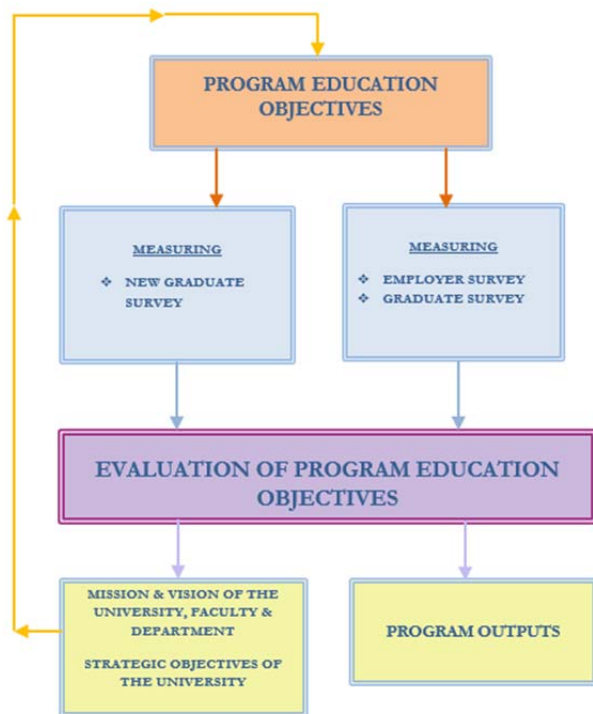 PROGRAM EDUCATION
OBJECTIVES
MEASURING
❖ NEW GRADUATE
SURVEY
MEASURING
❖ EMPLOYER SURVEY
❖ GRADUATE SURVEY
EVALUATION OF PROGRAM EDUCATION
OBJECTIVES
MISSION & VISION OF THE
UNIVERSITY, FACULTY &
DEPARTMENT
STRATEGIC OBJECTIVES OF
THE UNIVERSITY
PROGRAM OUTPUTS